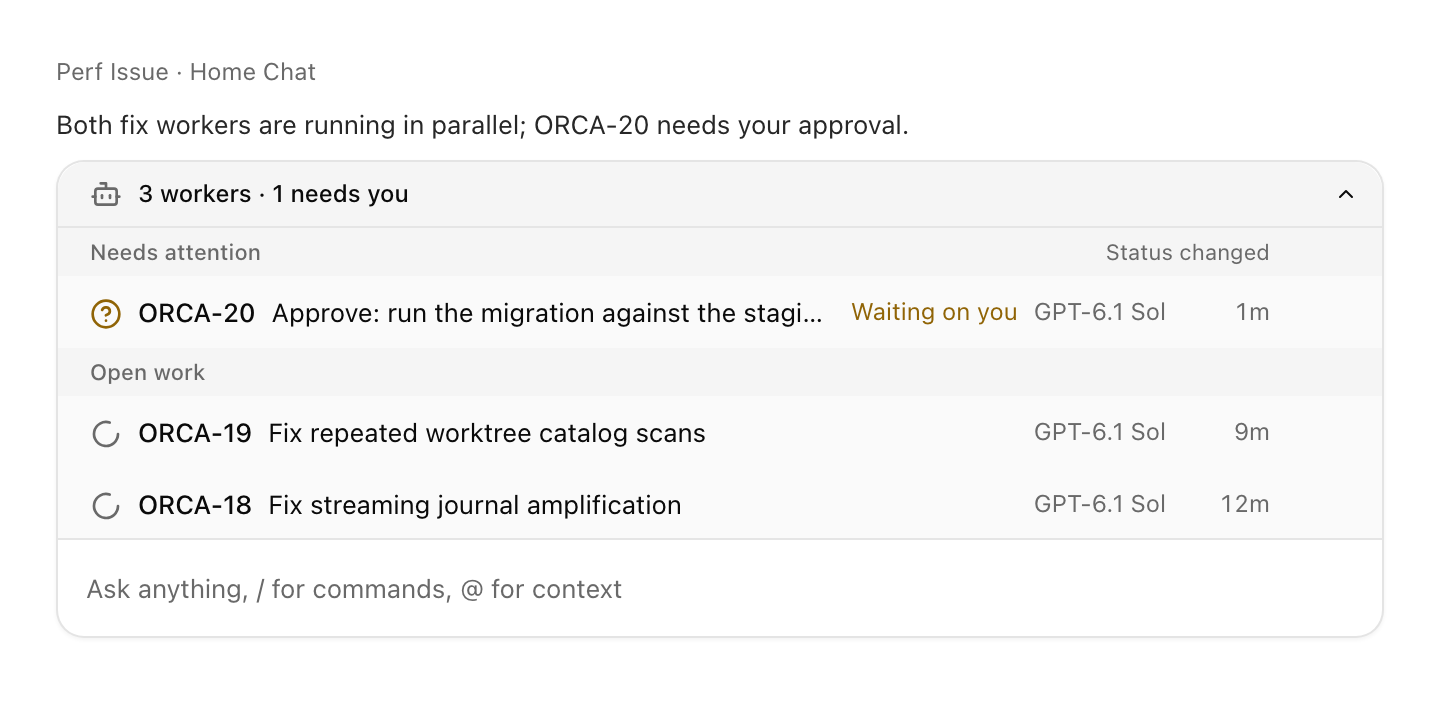 Perf Issue · Home Chat
Both fix workers are running in parallel; ORCA-20 needs your approval.
3 workers · 1 needs you
Needs attention Status changed
ORCA-20 Approve: run the migration against the stagi... Waiting on you GPT-6.1 Sol 1m
Open work
ORCA-19 Fix repeated worktree catalog scans GPT-6.1 Sol 9m
ORCA-18 Fix streaming journal amplification GPT-6.1 Sol 12m
Ask anything, / for commands, @ for context